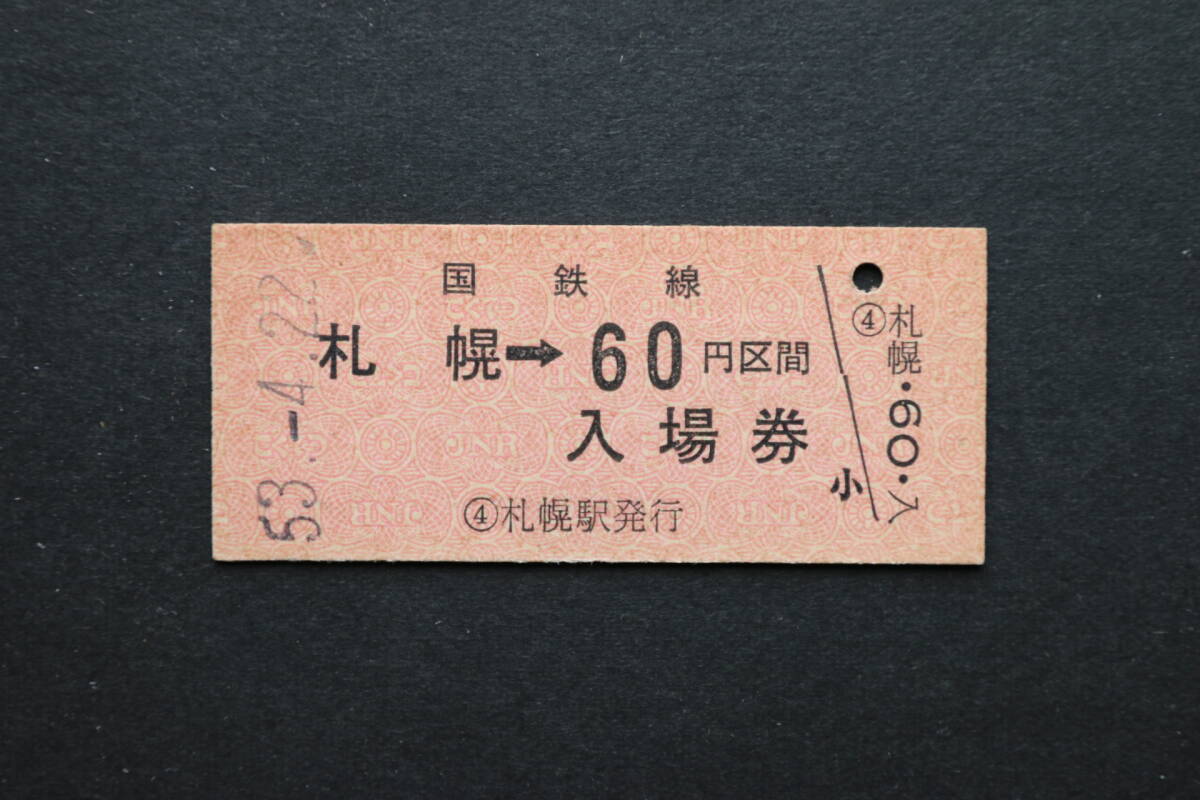 国鉄線
札幌→60円区間
入場券
④札幌駅発行
小
④札幌・60・入
53.-4.22
JNR